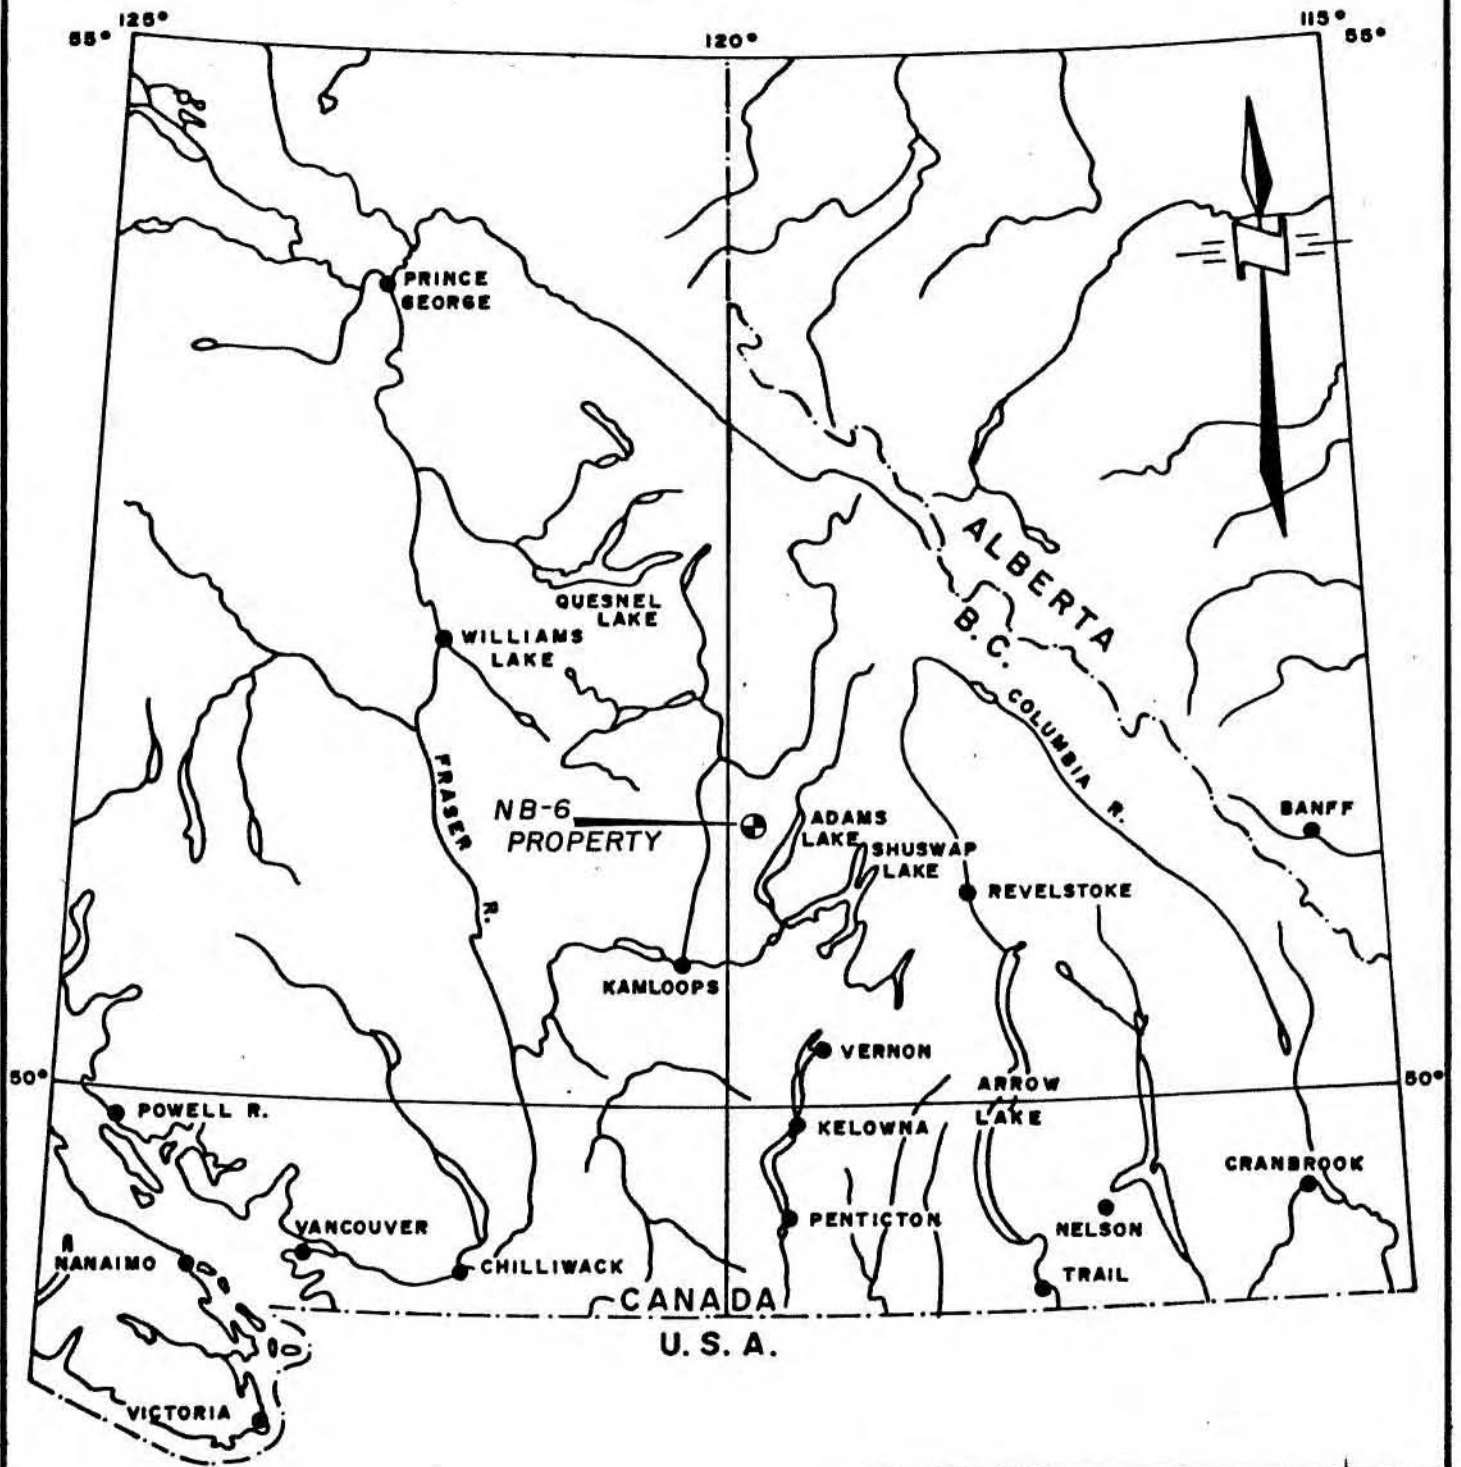 125°
55°
120°
115°
55°
PRINCE
GEORGE
ALBERTA
B.C.
QUESNEL
LAKE
WILLIAMS
LAKE
COLUMBIA R.
FRASER R.
NB-6
PROPERTY
ADAMS
LAKE
BANFF
SHUSWAP
LAKE
REVELSTOKE
KAMLOOPS
VERNON
50°
50°
ARROW
LAKE
POWELL R.
KELOWNA
CRANBROOK
PENTICTON
NELSON
VANCOUVER
NANAIMO
CHILLIWACK
TRAIL
CANADA
U.S.A.
VICTORIA